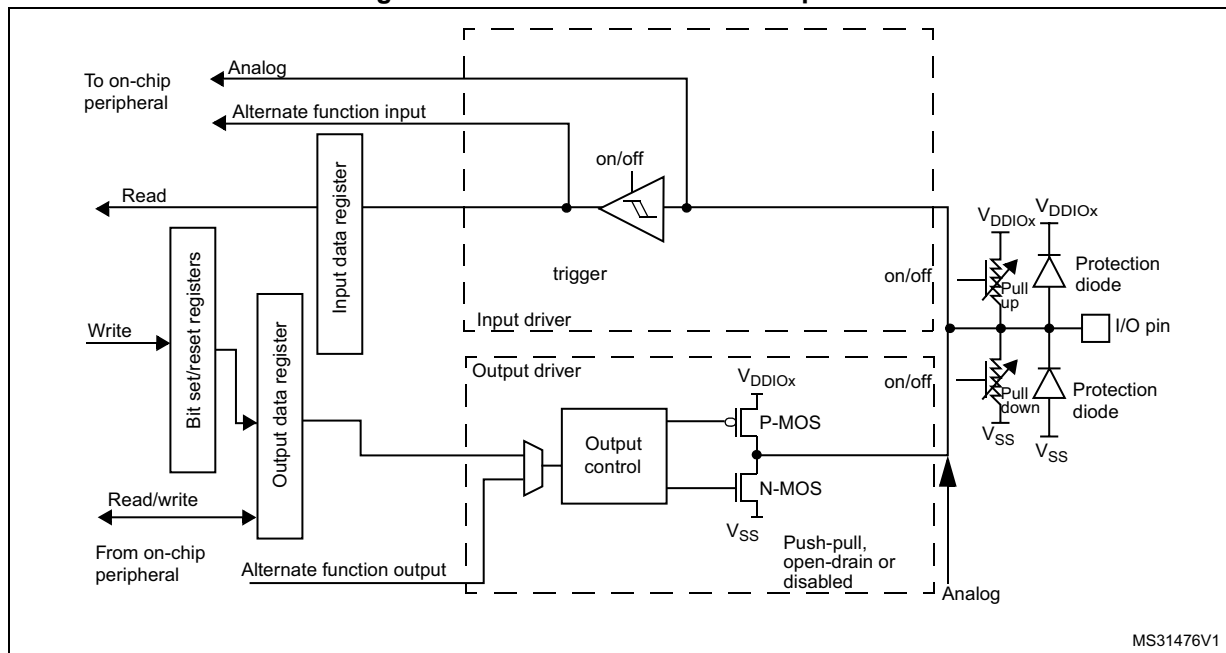 To on-chip
peripheral
Analog
Alternate function input
on/off
Read
Input data register
trigger
Input driver
VDDIOx
VDDIOx
on/off
Pull
up
Protection
diode
I/O pin
Write
Bit set/reset registers
Output data register
Output driver
VDDIOx
P-MOS
Output
control
N-MOS
VSS
on/off
Pull
down
VSS
Protection
diode
VSS
Read/write
From on-chip
peripheral
Alternate function output
Push-pull,
open-drain or
disabled
Analog
MS31476V1